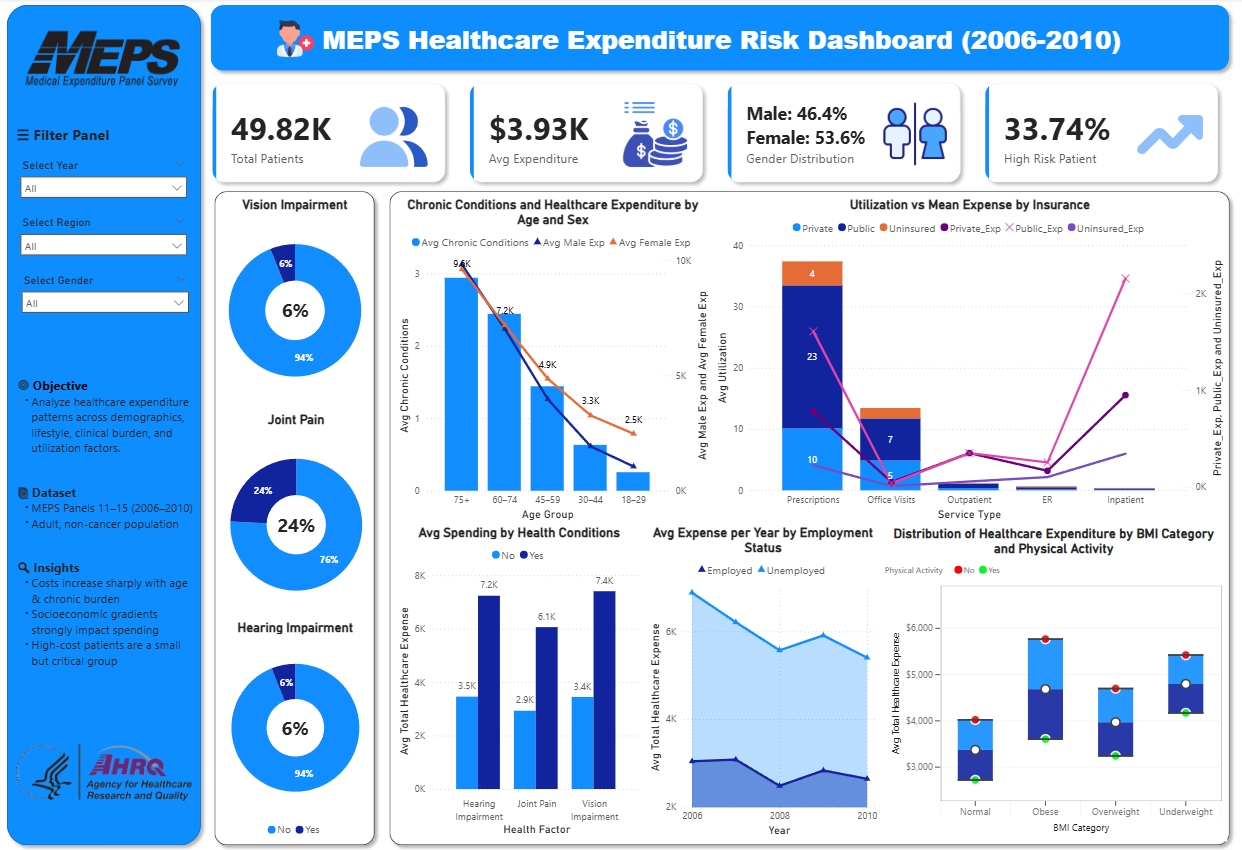 MEPS
Medical Expenditure Panel Survey
Filter Panel
Select Year
All
Select Region
All
Select Gender
All
Objective
• Analyze healthcare expenditure
patterns across demographics,
lifestyle, clinical burden, and
utilization factors.
Dataset
• MEPS Panels 11–15 (2006–2010)
• Adult, non-cancer population
Insights
• Costs increase sharply with age
& chronic burden
• Socioeconomic gradients
strongly impact spending
• High-cost patients are a small
but critical group
AHRQ
Agency for Healthcare
Research and Quality
MEPS Healthcare Expenditure Risk Dashboard (2006-2010)
49.82K
Total Patients
$3.93K
Avg Expenditure
Male: 46.4%
Female: 53.6%
Gender Distribution
33.74%
High Risk Patient
Vision Impairment
6%
6%
94%
Joint Pain
24%
24%
76%
Hearing Impairment
6%
6%
94%
No Yes
Chronic Conditions and Healthcare Expenditure by
Age and Sex
Avg Chronic Conditions Avg Male Exp Avg Female Exp
Avg Chronic Conditions
3
2
1
0
9.6K
7.2K
4.9K
3.3K
2.5K
10K
5K
0K
Avg Male Exp and Avg Female Exp
75+ 60–74 45–59 30–44 18–29
Age Group
Utilization vs Mean Expense by Insurance
Private Public Uninsured Private_Exp Public_Exp Uninsured_Exp
Avg Utilization
40
30
20
10
0
4
23
10
7
5
2K
1K
0K
Private_Exp, Public_Exp and Uninsured_Exp
Prescriptions Office Visits Outpatient ER Inpatient
Service Type
Avg Spending by Health Conditions
No Yes
Avg Total Healthcare Expense
8K
6K
4K
2K
0K
3.5K
7.2K
2.9K
6.1K
3.4K
7.4K
Hearing Impairment
Joint Pain
Vision Impairment
Health Factor
Avg Expense per Year by Employment
Status
Employed Unemployed
Avg Total Healthcare Expense
6K
4K
2K
2006 2008 2010
Year
Distribution of Healthcare Expenditure by BMI Category
and Physical Activity
Physical Activity No Yes
Avg Total Healthcare Expense
$6,000
$5,000
$4,000
$3,000
Normal Obese Overweight Underweight
BMI Category